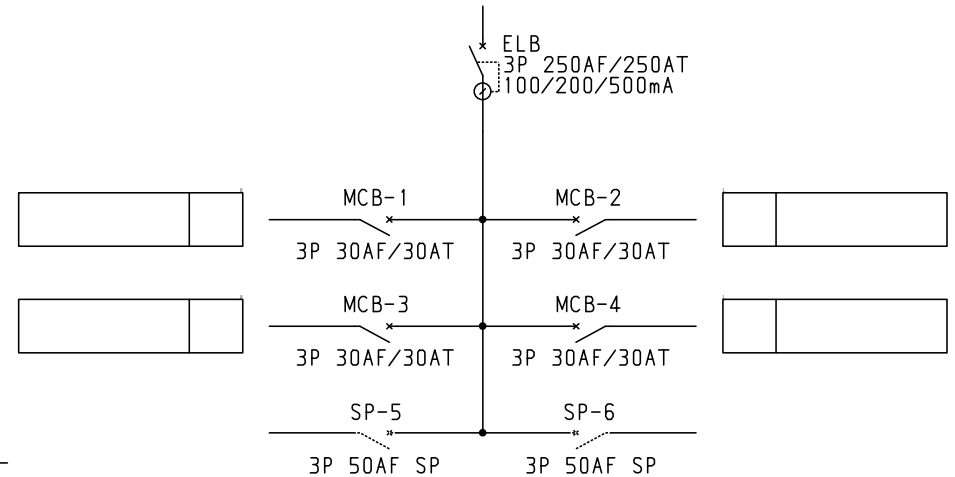 ELB
3P 250AF/250AT
100/200/500mA
MCB-1
MCB-2
3P 30AF/30AT
3P 30AF/30AT
MCB-3
MCB-4
3P 30AF/30AT
3P 30AF/30AT
SP-5
SP-6
3P 50AF SP
3P 50AF SP